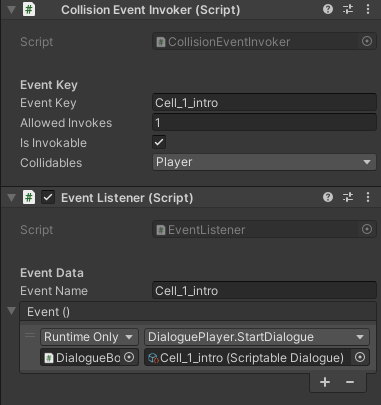 Collision Event Invoker (Script)
Script CollisionEventInvoker
Event Key
Event Key Cell_1_intro
Allowed Invokes 1
Is Invokable
Collidables Player
Event Listener (Script)
Script EventListener
Event Data
Event Name Cell_1_intro
Event ()
Runtime Only DialoguePlayer.StartDialogue
DialogueBo Cell_1_intro (Scriptable Dialogue)